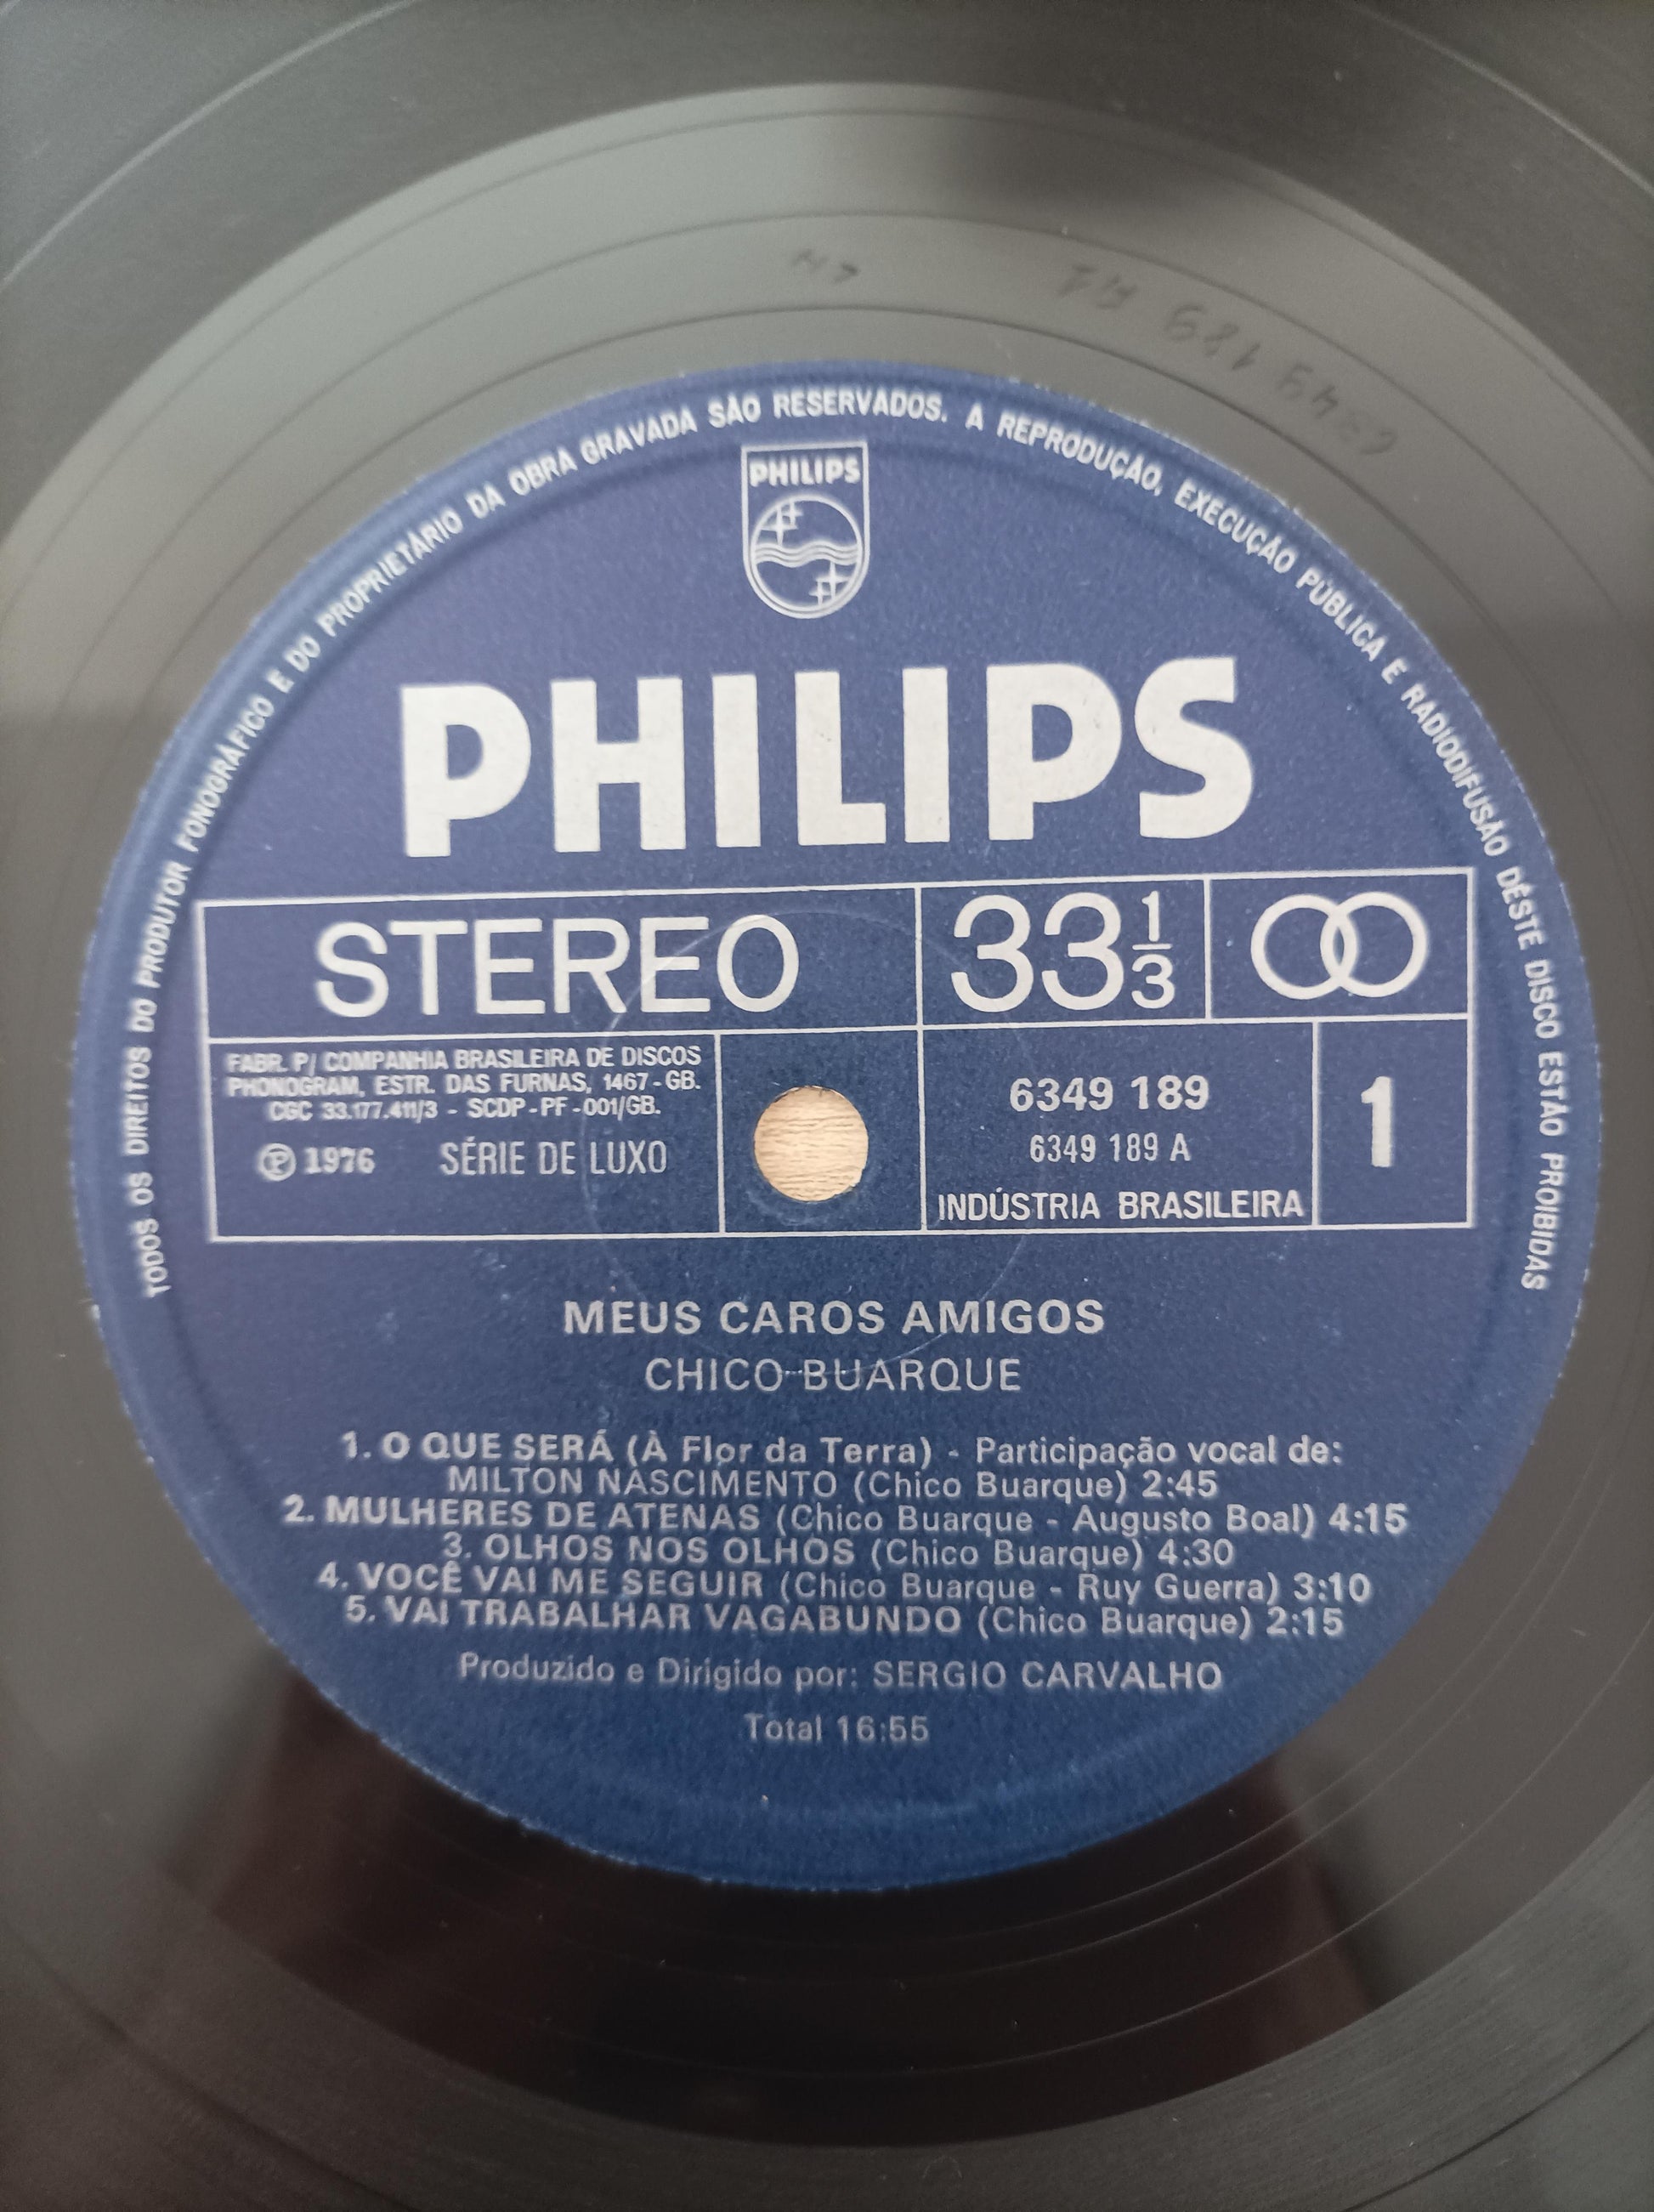 6349 189 A1
TODOS OS DIREITOS DO PRODUTOR FONOGRÁFICO E DO PROPRIETÁRIO DA OBRA GRAVADA SÃO RESERVADOS. A REPRODUÇÃO, EXECUÇÃO PÚBLICA E RADIODIFUSÃO DÊSTE DISCO ESTÃO PROIBIDAS
PHILIPS
PHILIPS
STEREO 33 1/3
FABR. P/ COMPANHIA BRASILEIRA DE DISCOS
PHONOGRAM, ESTR. DAS FURNAS, 1467-GB.
CGC 33.177.411/3 - SCDP-PF-001/GB.
Ⓟ 1976 SÉRIE DE LUXO
6349 189
6349 189 A
INDÚSTRIA BRASILEIRA
1
MEUS CAROS AMIGOS
CHICO BUARQUE
1. O QUE SERÁ (À Flor da Terra) - Participação vocal de:
MILTON NASCIMENTO (Chico Buarque) 2:45
2. MULHERES DE ATENAS (Chico Buarque - Augusto Boal) 4:15
3. OLHOS NOS OLHOS (Chico Buarque) 4:30
4. VOCÊ VAI ME SEGUIR (Chico Buarque - Ruy Guerra) 3:10
5. VAI TRABALHAR VAGABUNDO (Chico Buarque) 2:15
Produzido e Dirigido por: SERGIO CARVALHO
Total 16:55